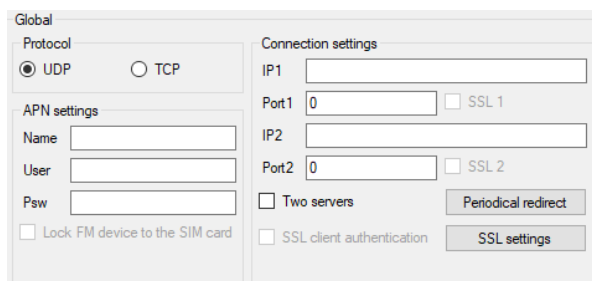 Global
Protocol
UDP
TCP
APN settings
Name
User
Psw
Lock FM device to the SIM card
Connection settings
IP1
Port1 0
SSL 1
IP2
Port2 0
SSL 2
Two servers
Periodical redirect
SSL client authentication
SSL settings